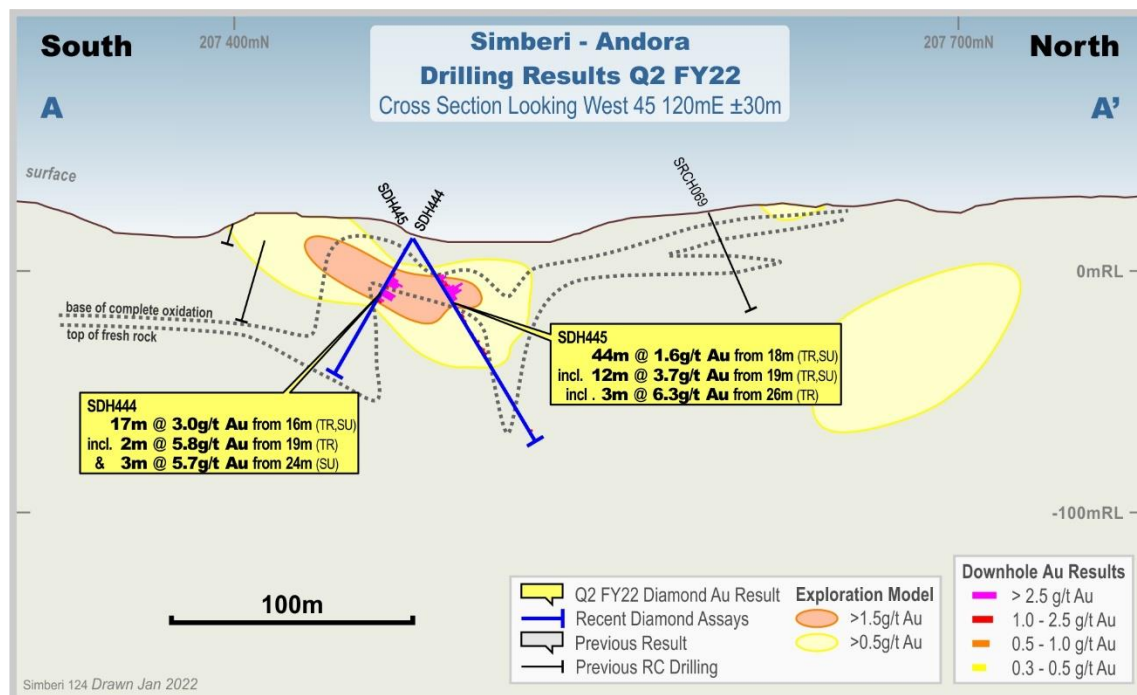 South
207 400mN
Simberi - Andora
Drilling Results Q2 FY22
Cross Section Looking West 45 120mE ±30m
207 700mN
North
A
A'
surface
SDH445
SDH444
SRCH069
0mRL
base of complete oxidation
top of fresh rock
SDH445
44m @ 1.6g/t Au from 18m (TR,SU)
incl. 12m @ 3.7g/t Au from 19m (TR,SU)
incl . 3m @ 6.3g/t Au from 26m (TR)
SDH444
17m @ 3.0g/t Au from 16m (TR,SU)
incl. 2m @ 5.8g/t Au from 19m (TR)
& 3m @ 5.7g/t Au from 24m (SU)
-100mRL
100m
Q2 FY22 Diamond Au Result
Recent Diamond Assays
Previous Result
Previous RC Drilling
Exploration Model
>1.5g/t Au
>0.5g/t Au
Downhole Au Results
> 2.5 g/t Au
1.0 - 2.5 g/t Au
0.5 - 1.0 g/t Au
0.3 - 0.5 g/t Au
Simberi 124 Drawn Jan 2022